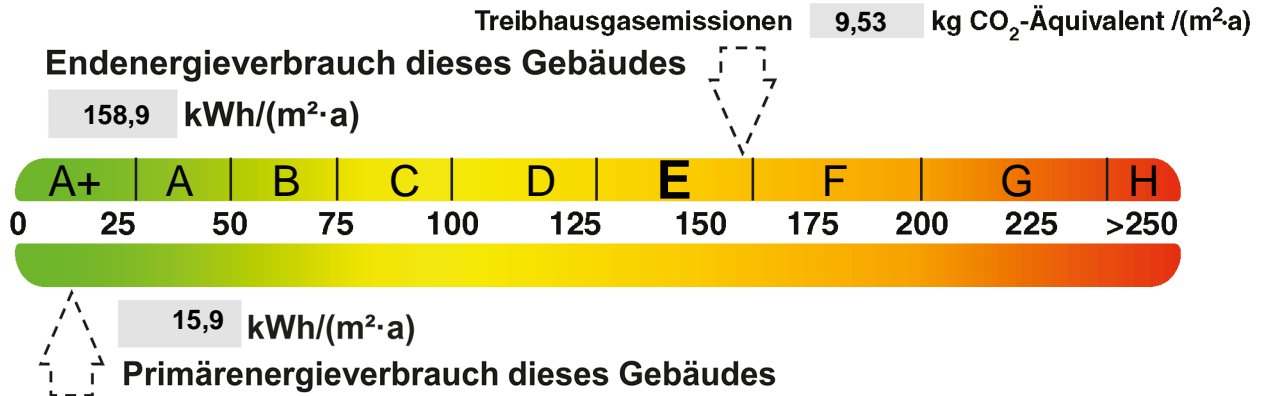 Treibhausgasemissionen 9,53 kg CO₂-Äquivalent /(m²·a)
Endenergieverbrauch dieses Gebäudes
158,9 kWh/(m²·a)
A+ A B C D E F G H
0 25 50 75 100 125 150 175 200 225 >250
15,9 kWh/(m²·a)
Primärenergieverbrauch dieses Gebäudes